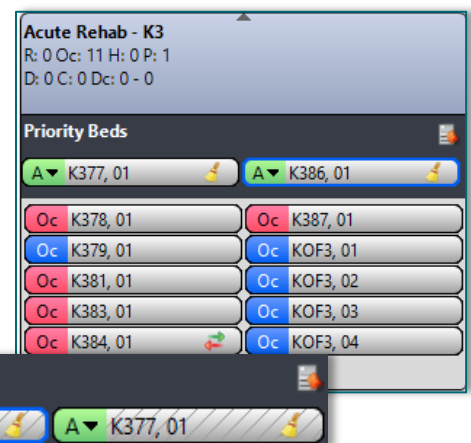 Acute Rehab - K3
R: 0 Oc: 11 H: 0 P: 1
D: 0 C: 0 Dc: 0 - 0
Priority Beds
A K377, 01 A K386, 01
Oc K378, 01 Oc K387, 01
Oc K379, 01 Oc KOF3, 01
Oc K381, 01 Oc KOF3, 02
Oc K383, 01 Oc KOF3, 03
Oc K384, 01 Oc KOF3, 04
A K377, 01